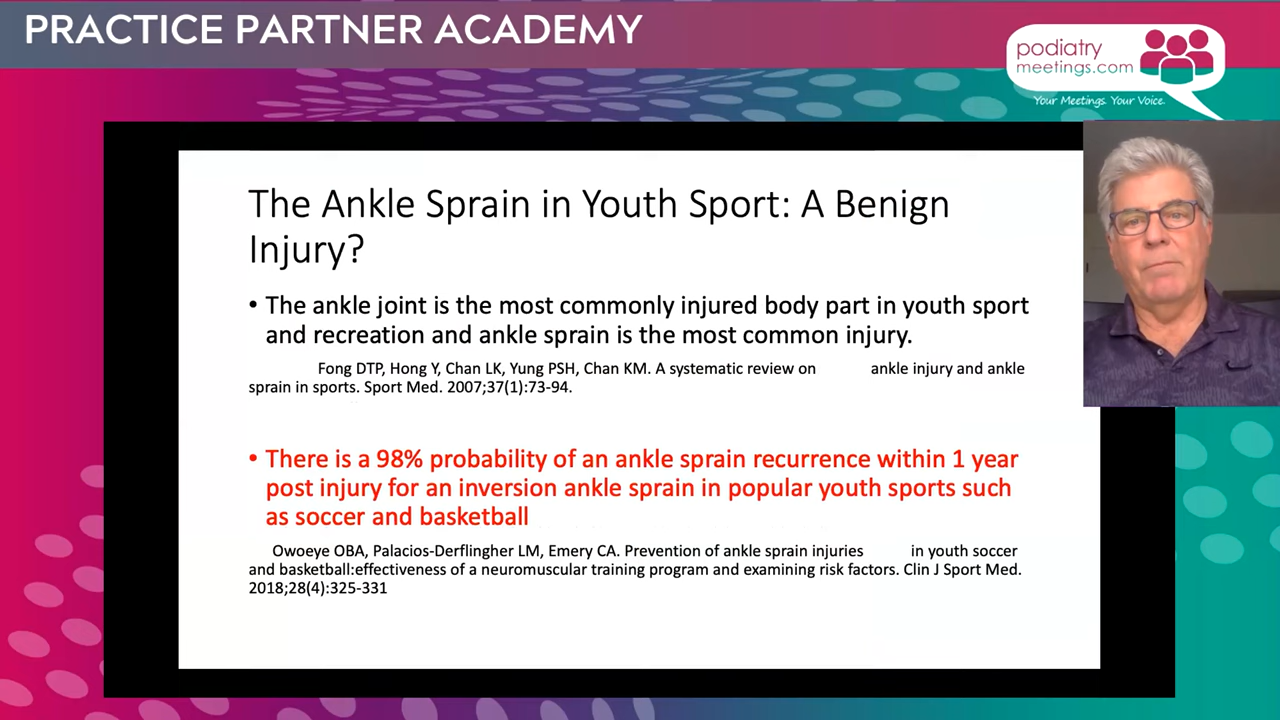 PRACTICE PARTNER ACADEMY
podiatry
meetings.com
Your Meetings. Your Voice.
The Ankle Sprain in Youth Sport: A Benign
Injury?
• The ankle joint is the most commonly injured body part in youth sport
and recreation and ankle sprain is the most common injury.
Fong DTP, Hong Y, Chan LK, Yung PSH, Chan KM. A systematic review on ankle injury and ankle
sprain in sports. Sport Med. 2007;37(1):73-94.
• There is a 98% probability of an ankle sprain recurrence within 1 year
post injury for an inversion ankle sprain in popular youth sports such
as soccer and basketball
Owoeye OBA, Palacios-Derflingher LM, Emery CA. Prevention of ankle sprain injuries in youth soccer
and basketball:effectiveness of a neuromuscular training program and examining risk factors. Clin J Sport Med.
2018;28(4):325-331